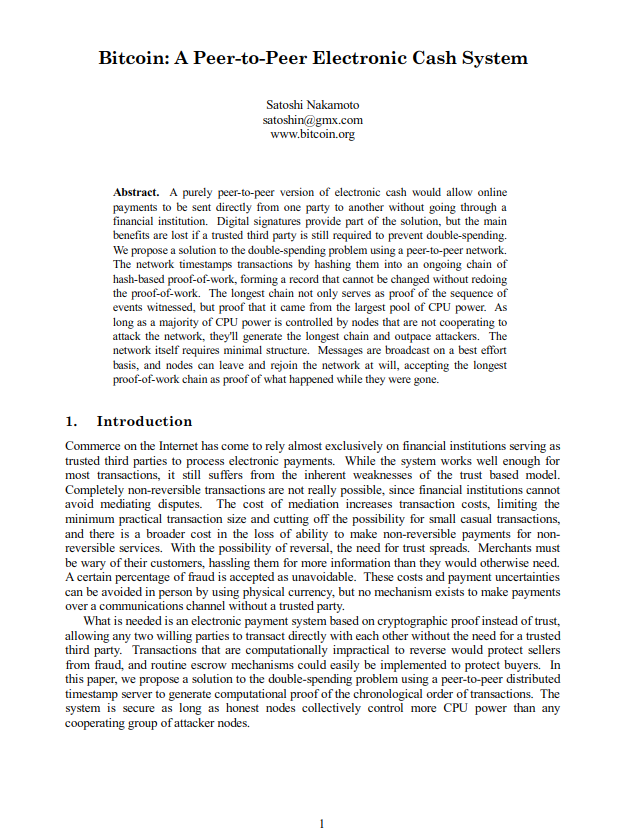 Bitcoin: A Peer-to-Peer Electronic Cash System
Satoshi Nakamoto
satoshin@gmx.com
www.bitcoin.org
Abstract. A purely peer-to-peer version of electronic cash would allow online
payments to be sent directly from one party to another without going through a
financial institution. Digital signatures provide part of the solution, but the main
benefits are lost if a trusted third party is still required to prevent double-spending.
We propose a solution to the double-spending problem using a peer-to-peer network.
The network timestamps transactions by hashing them into an ongoing chain of
hash-based proof-of-work, forming a record that cannot be changed without redoing
the proof-of-work. The longest chain not only serves as proof of the sequence of
events witnessed, but proof that it came from the largest pool of CPU power. As
long as a majority of CPU power is controlled by nodes that are not cooperating to
attack the network, they'll generate the longest chain and outpace attackers. The
network itself requires minimal structure. Messages are broadcast on a best effort
basis, and nodes can leave and rejoin the network at will, accepting the longest
proof-of-work chain as proof of what happened while they were gone.
1. Introduction
Commerce on the Internet has come to rely almost exclusively on financial institutions serving as
trusted third parties to process electronic payments. While the system works well enough for
most transactions, it still suffers from the inherent weaknesses of the trust based model.
Completely non-reversible transactions are not really possible, since financial institutions cannot
avoid mediating disputes. The cost of mediation increases transaction costs, limiting the
minimum practical transaction size and cutting off the possibility for small casual transactions,
and there is a broader cost in the loss of ability to make non-reversible payments for non-
reversible services. With the possibility of reversal, the need for trust spreads. Merchants must
be wary of their customers, hassling them for more information than they would otherwise need.
A certain percentage of fraud is accepted as unavoidable. These costs and payment uncertainties
can be avoided in person by using physical currency, but no mechanism exists to make payments
over a communications channel without a trusted party.
What is needed is an electronic payment system based on cryptographic proof instead of trust,
allowing any two willing parties to transact directly with each other without the need for a trusted
third party. Transactions that are computationally impractical to reverse would protect sellers
from fraud, and routine escrow mechanisms could easily be implemented to protect buyers. In
this paper, we propose a solution to the double-spending problem using a peer-to-peer distributed
timestamp server to generate computational proof of the chronological order of transactions. The
system is secure as long as honest nodes collectively control more CPU power than any
cooperating group of attacker nodes.
1